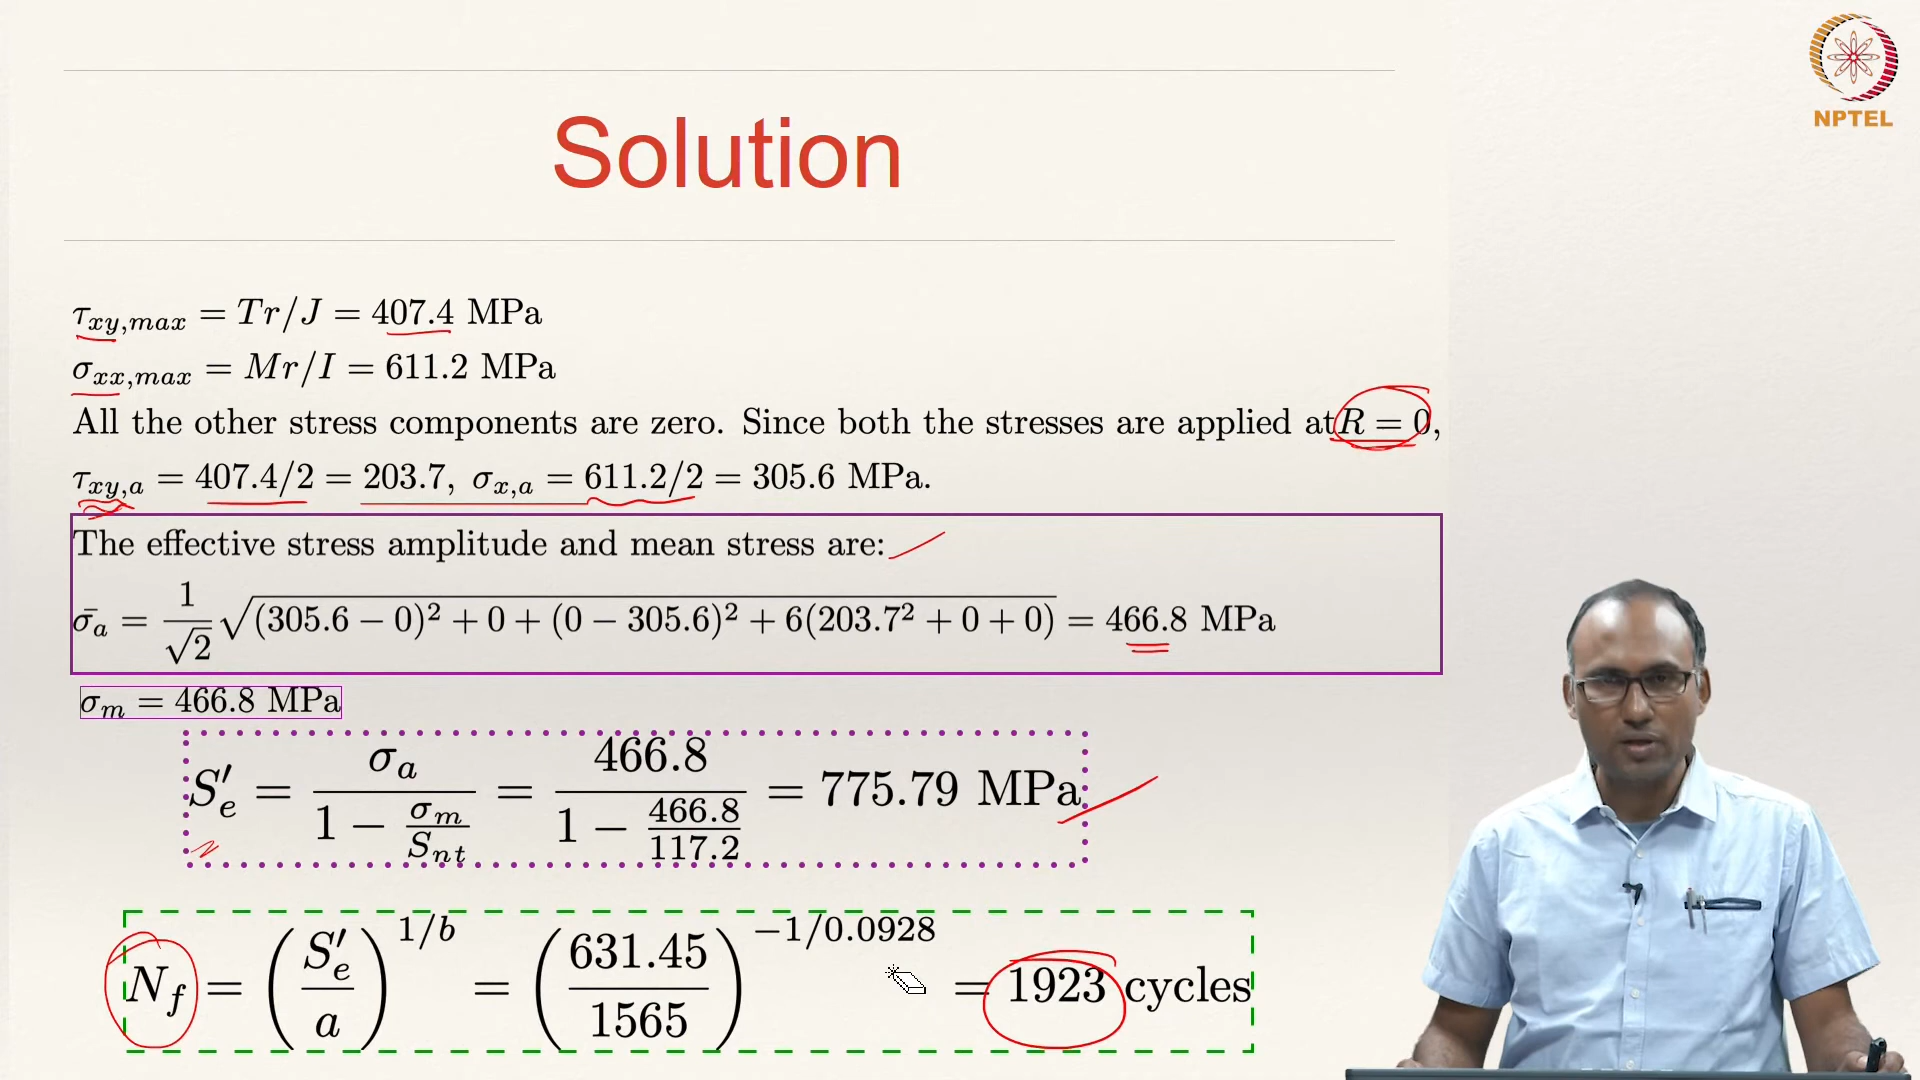 NPTEL
Solution
τ_{xy,max} = Tr/J = 407.4 MPa
σ_{xx,max} = Mr/I = 611.2 MPa
All the other stress components are zero. Since both the stresses are applied at R = 0,
τ_{xy,a} = 407.4/2 = 203.7, σ_{x,a} = 611.2/2 = 305.6 MPa.
The effective stress amplitude and mean stress are:
σ̄_a = 1/√2 √((305.6 − 0)² + 0 + (0 − 305.6)² + 6(203.7² + 0 + 0)) = 466.8 MPa
σ_m = 466.8 MPa
S′_e = σ_a/(1 − σ_m/S_{nt}) = 466.8/(1 − 466.8/117.2) = 775.79 MPa
N_f = (S′_e/a)^{1/b} = (631.45/1565)^{−1/0.0928} = 1923 cycles